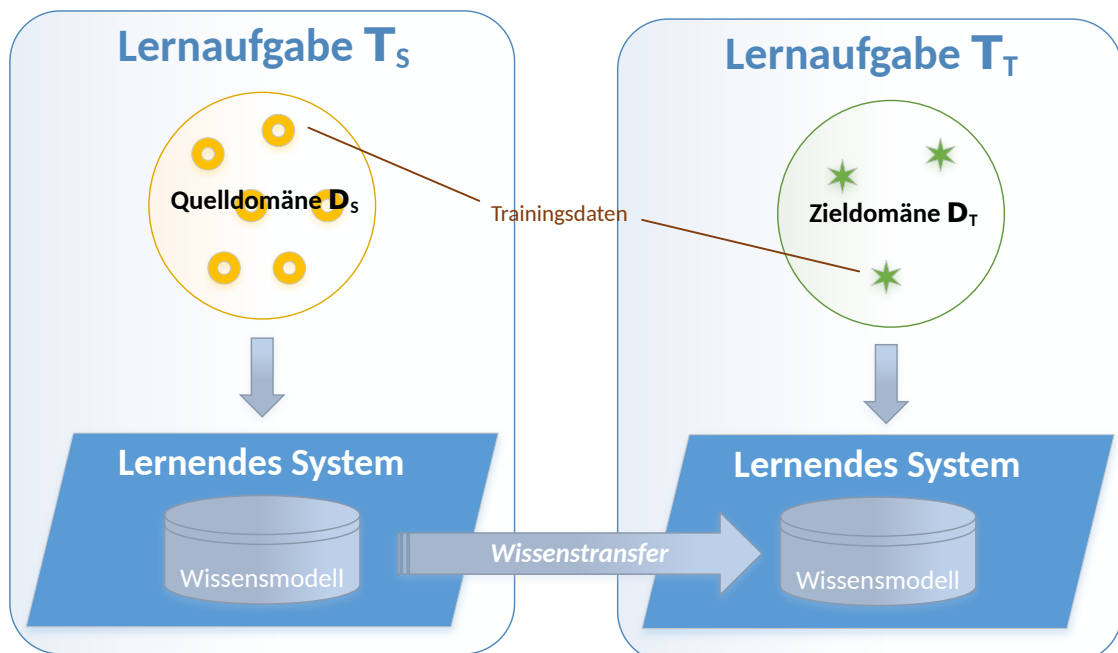 Lernaufgabe TS
Quelldomäne DS
Lernendes System
Wissensmodell
Trainingsdaten
Wissenstransfer
Lernaufgabe TT
Zieldomäne DT
Lernendes System
Wissensmodell